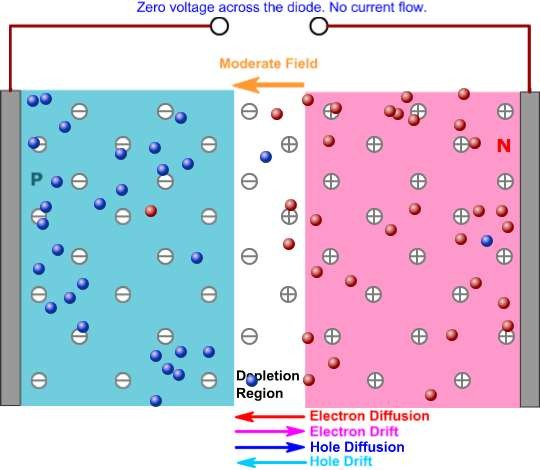 Zero voltage across the diode. No current flow.
Moderate Field
N
P
Depletion
Region
Electron Diffusion
Electron Drift
Hole Diffusion
Hole Drift